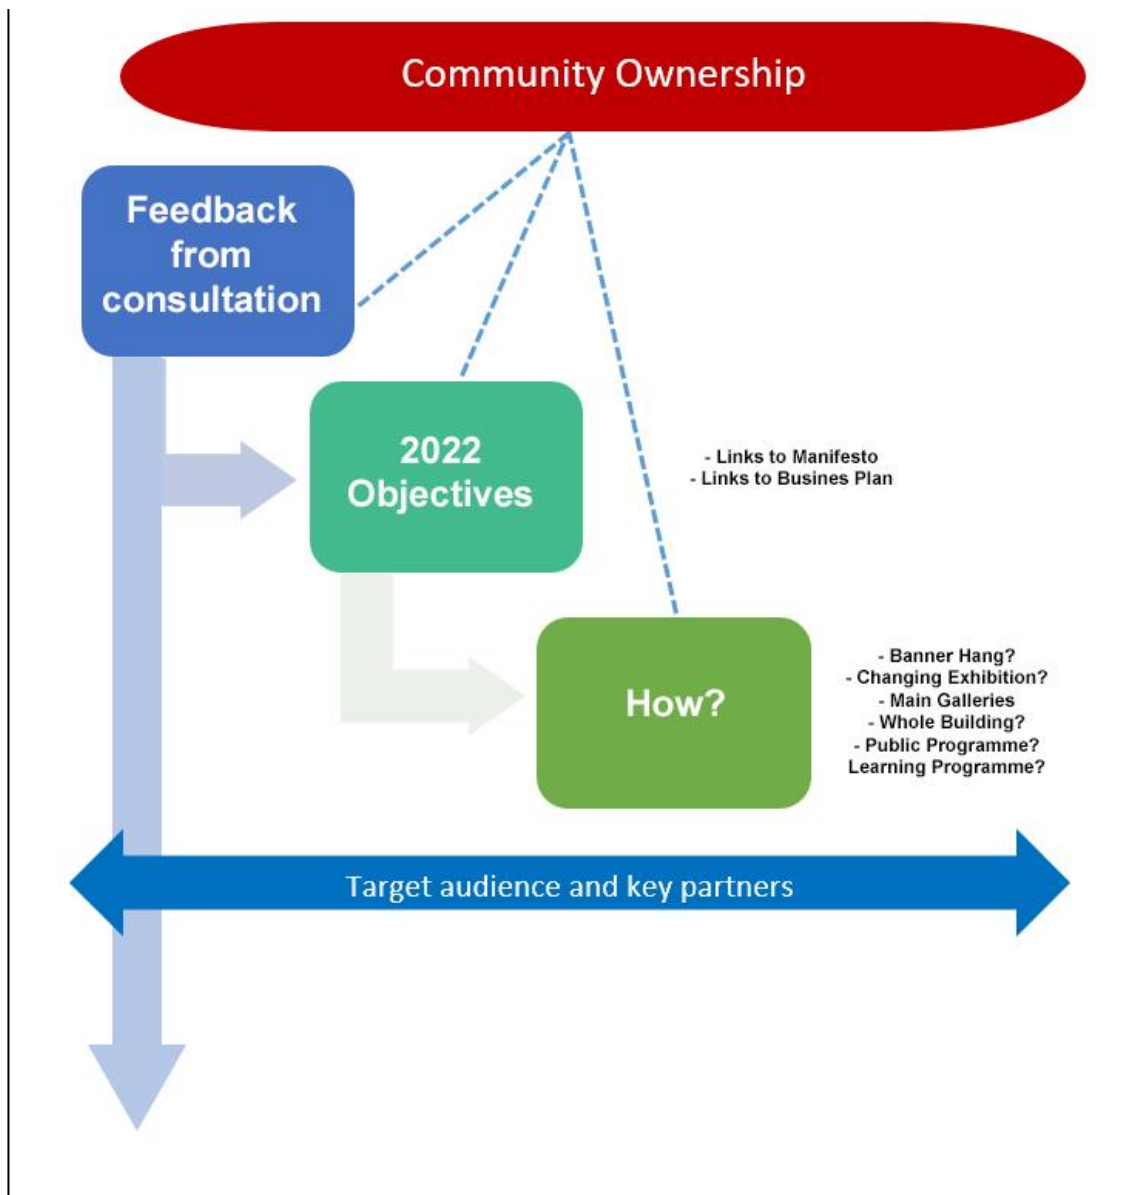 Community Ownership
Feedback
from
consultation
2022
Objectives
- Links to Manifesto
- Links to Busines Plan
How?
- Banner Hang?
- Changing Exhibition?
- Main Galleries
- Whole Building?
- Public Programme?
Learning Programme?
Target audience and key partners